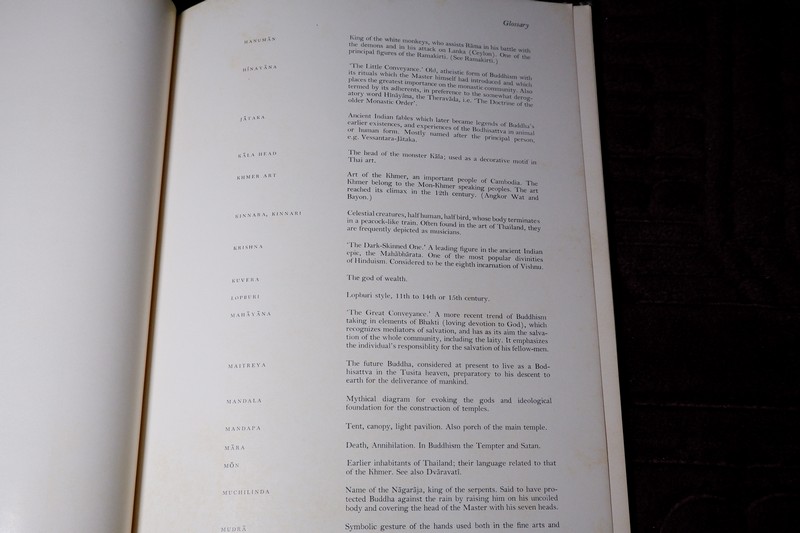 Glossary
HANUMĀN
King of the white monkeys, who assists Rāma in his battle with
the demons and in his attack on Lanka (Ceylon). One of the
principal figures of the Ramakirti. (See Ramakirti.)
HĪNAYĀNA
'The Little Conveyance.' Old, atheistic form of Buddhism with
its rituals which the Master himself had introduced and which
places the greatest importance on the monastic community. Also
termed by its adherents, in preference to the somewhat derog-
atory word Hīnāyāna, the Theravāda, i.e. 'The Doctrine of the
older Monastic Order'.
JĀTAKA
Ancient Indian fables which later became legends of Buddha's
earlier existences, and experiences of the Bodhisattva in animal
or human form. Mostly named after the principal person,
e.g. Vessantara-Jātaka.
KĀLA HEAD
The head of the monster Kāla; used as a decorative motif in
Thai art.
KHMER ART
Art of the Khmer, an important people of Cambodia. The
Khmer belong to the Mon-Khmer speaking peoples. The art
reached its climax in the 12th century. (Angkor Wat and
Bayon.)
KINNARA, KINNARI
Celestial creatures, half human, half bird, whose body terminates
in a peacock-like train. Often found in the art of Thailand, they
are frequently depicted as musicians.
KRISHNA
'The Dark-Skinned One.' A leading figure in the ancient Indian
epic, the Mahābhārata. One of the most popular divinities
of Hinduism. Considered to be the eighth incarnation of Vishnu.
KUVERA
The god of wealth.
LOPBURI
Lopburi style, 11th to 14th or 15th century.
MAHĀYĀNA
'The Great Conveyance.' A more recent trend of Buddhism
taking in elements of Bhakti (loving devotion to God), which
recognizes mediators of salvation, and has as its aim the salva-
tion of the whole community, including the laity. It emphasizes
the individual's responsiblity for the salvation of his fellow-men.
MAITREYA
The future Buddha, considered at present to live as a Bod-
hisattva in the Tusita heaven, preparatory to his descent to
earth for the deliverance of mankind.
MANDALA
Mythical diagram for evoking the gods and ideological
foundation for the construction of temples.
MANDAPA
Tent, canopy, light pavilion. Also porch of the main temple.
MĀRA
Death, Annihilation. In Buddhism the Tempter and Satan.
MŌN
Earlier inhabitants of Thailand; their language related to that
of the Khmer. See also Dvāravatī.
MUCHILINDA
Name of the Nāgarāja, king of the serpents. Said to have pro-
tected Buddha against the rain by raising him on his uncoiled
body and covering the head of the Master with his seven heads.
MUDRĀ
Symbolic gesture of the hands used both in the fine arts and